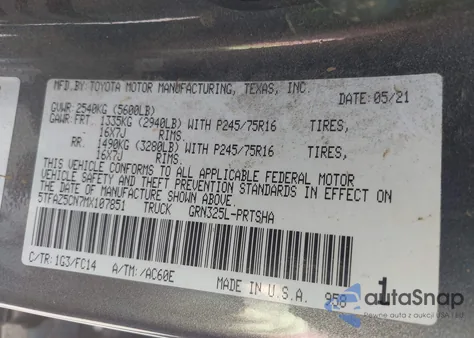 MFD.BY: TOYOTA MOTOR MANUFACTURING, TEXAS, INC. DATE: 05/21
GVWR: 2540KG (5600LB)
GAWR: FRT. 1335KG (2940LB) WITH P245/75R16 TIRES,
16X7J RIMS.
RR. 1490KG (3280LB) WITH P245/75R16 TIRES,
16X7J RIMS.
THIS VEHICLE CONFORMS TO ALL APPLICABLE FEDERAL MOTOR
VEHICLE SAFETY AND THEFT PREVENTION STANDARDS IN EFFECT ON
THE DATE OF MANUFACTURE SHOWN ABOVE.
5TFAZ5CN7MX107851 TRUCK GRN325L-PRTSHA
C/TR: 1G3/FC14 A/TM: /AC60E MADE IN U.S.A. 958 1
autoSnap